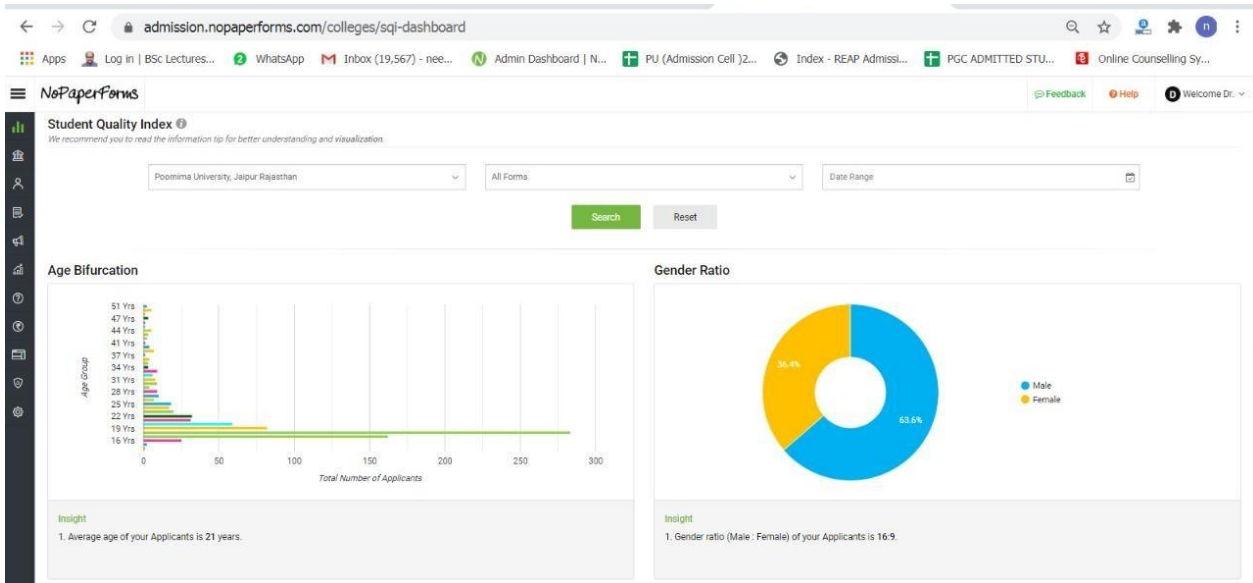 admission.nopaperforms.com/colleges/sqi-dashboard
n
Apps Log in | BSc Lectures... 2 WhatsApp Inbox (19,567) - nee... N Admin Dashboard | N... PU (Admission Cell )2... Index - REAP Admissi... PGC ADMITTED STU... Online Counselling Sy...
NoPaperForms
Feedback Help D Welcome Dr.
Student Quality Index
We recommend you to read the information tip for better understanding and visualization.
Poornima University, Jaipur Rajasthan All Forms Date Range
Search Reset
Age Bifurcation
51 Yrs
47 Yrs
44 Yrs
41 Yrs
37 Yrs
34 Yrs
31 Yrs
28 Yrs
25 Yrs
22 Yrs
19 Yrs
16 Yrs
Age Group
0 50 100 150 200 250 300
Total Number of Applicants
Insight
1. Average age of your Applicants is 21 years.
Gender Ratio
36.4%
63.6%
Male
Female
Insight
1. Gender ratio (Male : Female) of your Applicants is 16:9.